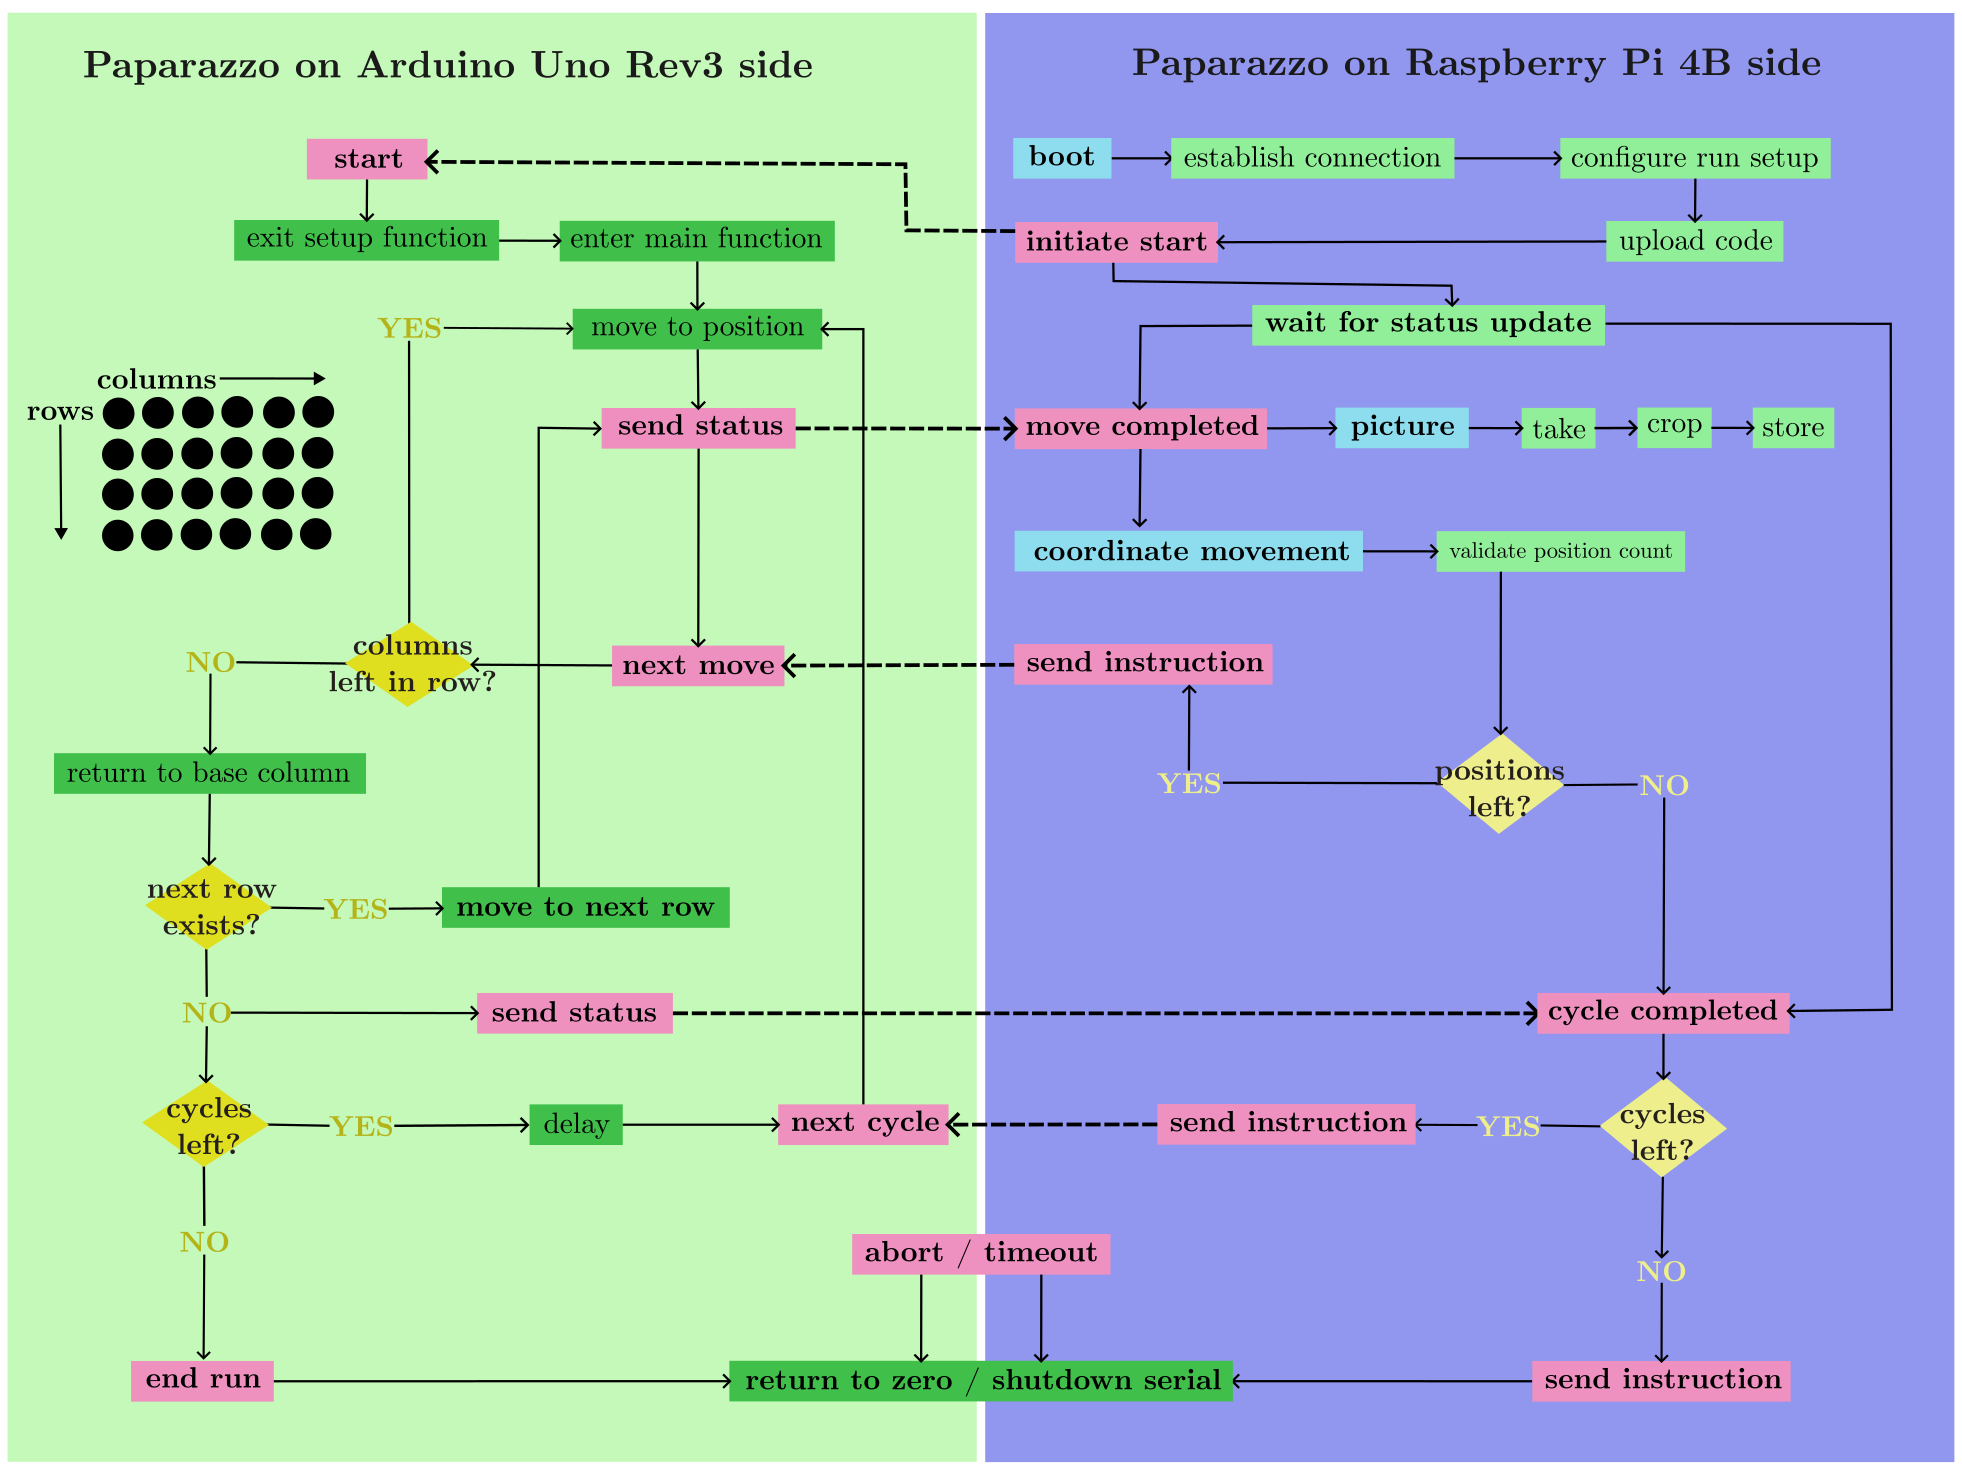 Paparazzo on Arduino Uno Rev3 side
start
exit setup function
enter main function
YES
move to position
columns
rows
send status
columns
left in row?
NO
next move
return to base column
next row
exists?
YES
move to next row
NO
send status
cycles
left?
YES
delay
next cycle
NO
end run
Paparazzo on Raspberry Pi 4B side
boot
establish connection
configure run setup
initiate start
upload code
wait for status update
move completed
picture
take
crop
store
coordinate movement
validate position count
send instruction
YES
positions
left?
NO
cycle completed
send instruction
YES
cycles
left?
NO
abort / timeout
return to zero / shutdown serial
send instruction